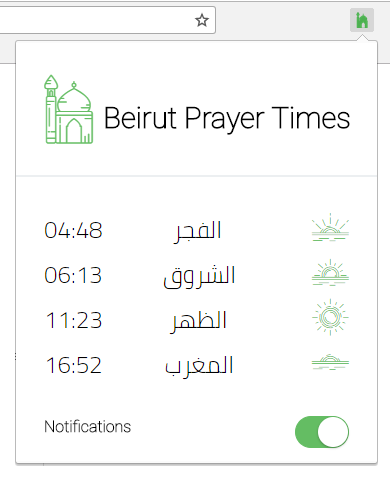 Beirut Prayer Times
04:48 الفجر
06:13 الشروق
11:23 الظهر
16:52 المغرب
Notifications